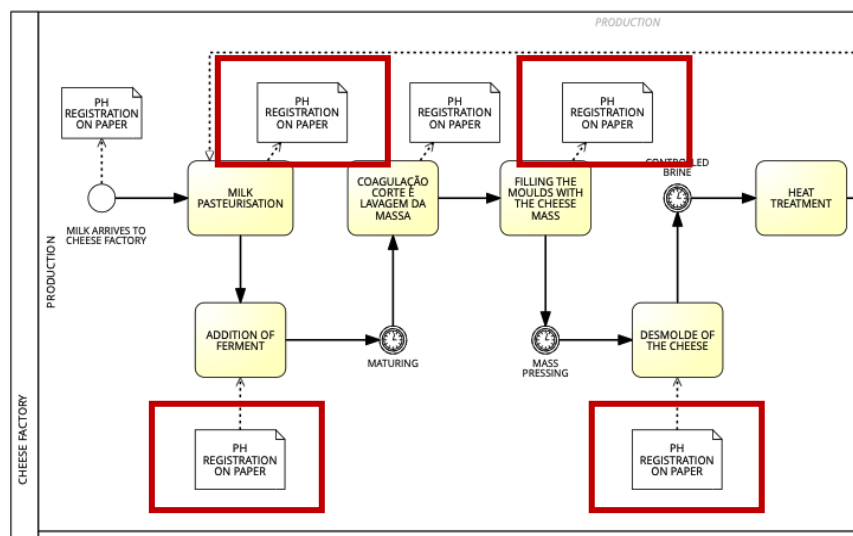 PRODUCTION
PH
REGISTRATION
ON PAPER
PH
REGISTRATION
ON PAPER
PH
REGISTRATION
ON PAPER
PH
REGISTRATION
ON PAPER
MILK ARRIVES TO
CHEESE FACTORY
MILK
PASTEURISATION
COAGULAÇÃO
CORTE E
LAVAGEM DA
MASSA
FILLING THE
MOULDS WITH
THE CHEESE
MASS
CONTROLLED
BRINE
HEAT
TREATMENT
PRODUCTION
ADDITION OF
FERMENT
MATURING
MASS
PRESSING
DESMOLDE OF
THE CHEESE
CHEESE FACTORY
PH
REGISTRATION
ON PAPER
PH
REGISTRATION
ON PAPER